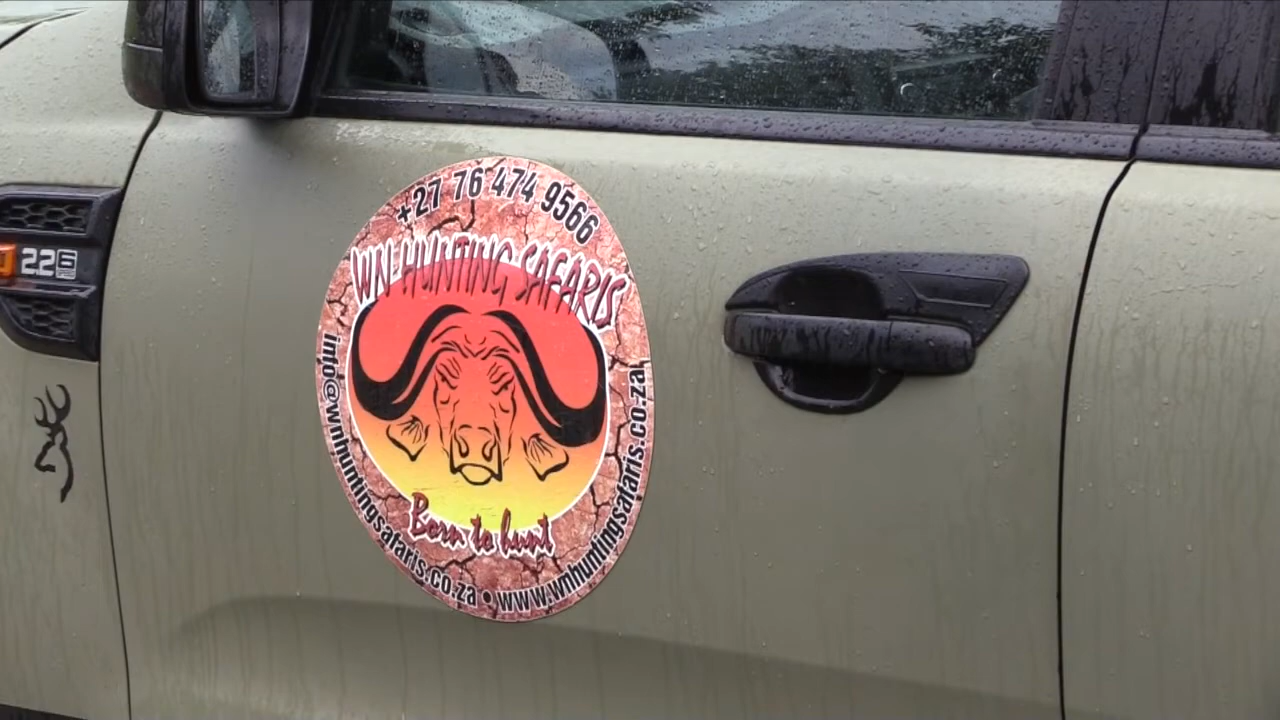 +27 76 474 9566
WN HUNTING SAFARIS
Born to hunt
info@wnhuntingsafaris.co.za • www.wnhuntingsafaris.co.za
2.2